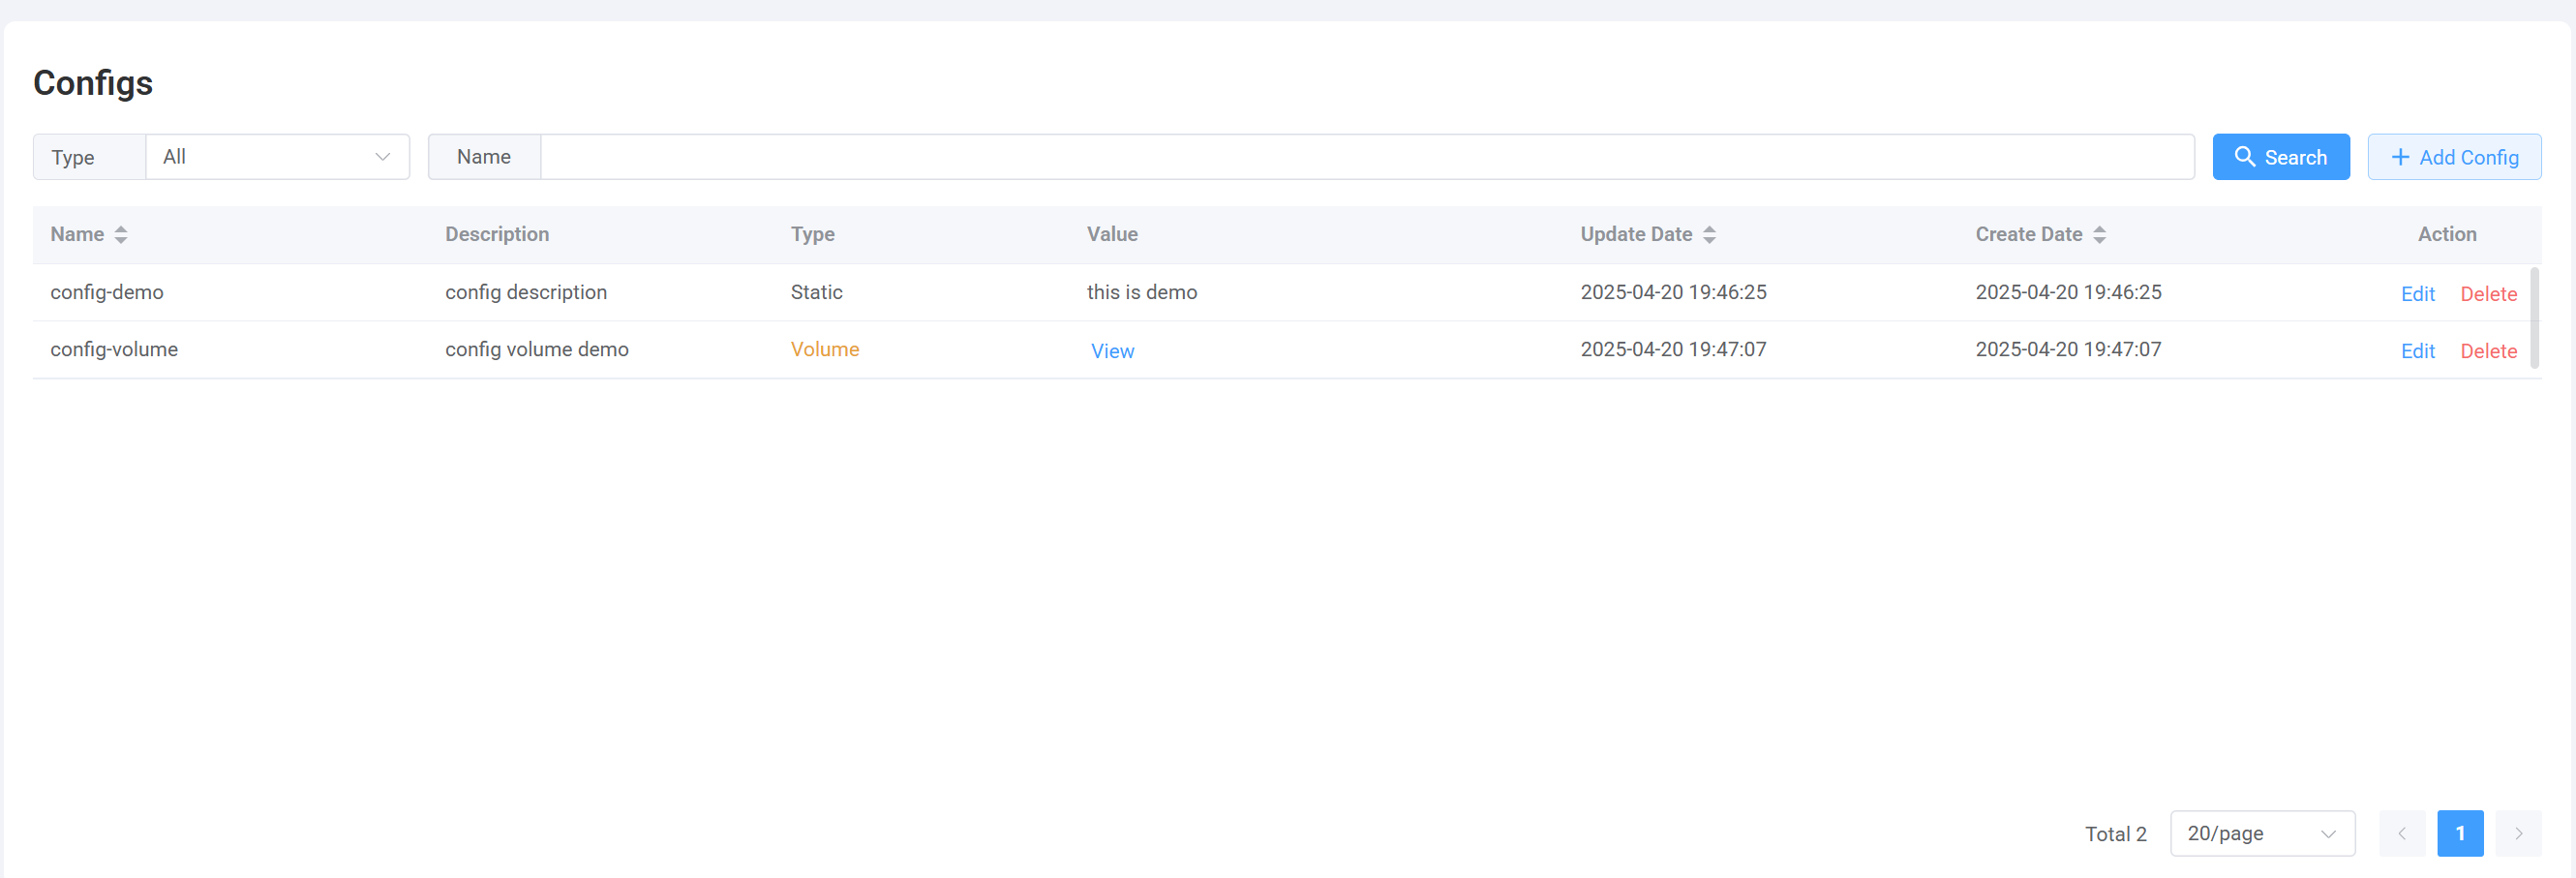 Configs
Type All Name Search Add Config
Name Description Type Value Update Date Create Date Action
config-demo config description Static this is demo 2025-04-20 19:46:25 2025-04-20 19:46:25 Edit Delete
config-volume config volume demo Volume View 2025-04-20 19:47:07 2025-04-20 19:47:07 Edit Delete
Total 2 20/page 1